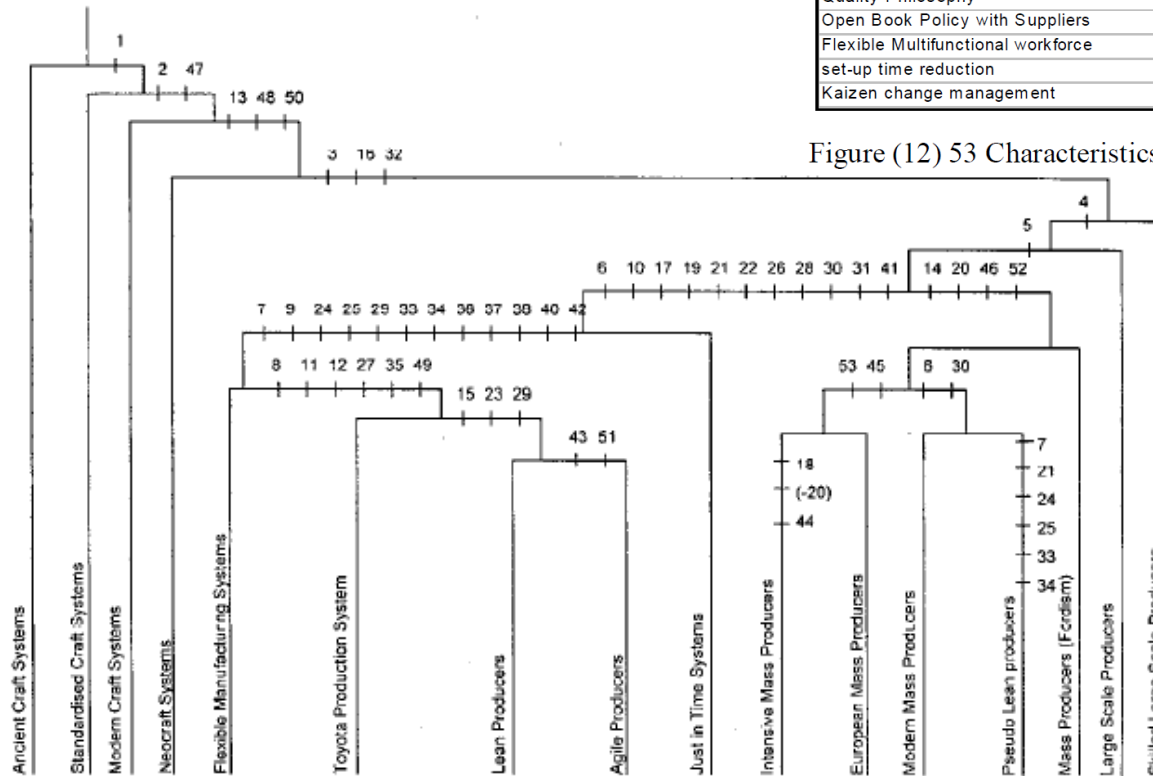 Open Book Policy with Suppliers
Flexible Multifunctional workforce
set-up time reduction
Kaizen change management
Figure (12) 53 Characteristics
1
2 47
13 48 50
3 16 32
4
5
6 10 17 19 21 22 26 28 30 31 41 14 20 46 52
7 9 24 25 29 33 34 36 37 38 40 42
8 11 12 27 35 49
53 45 6 30
15 23 29
43 51
7
18
21
(-20)
24
44
25
33
34
Ancient Craft Systems
Standardised Craft Systems
Modern Craft Systems
Neocraft Systems
Flexible Manufacturing Systems
Toyota Production System
Lean Producers
Agile Producers
Just in Time Systems
Intensive Mass Producers
European Mass Producers
Modern Mass Producers
Pseudo Lean producers
Mass Producers (Fordism)
Large Scale Producers